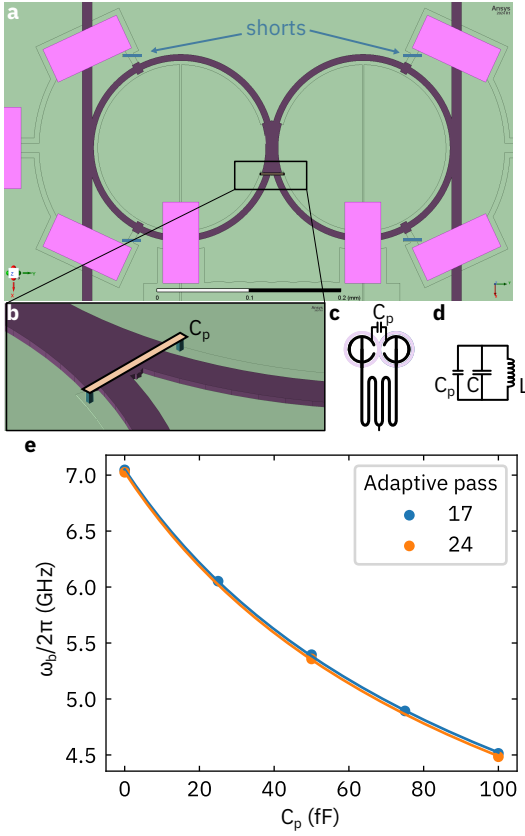 a
Ansys
shorts
0
0.1
0.2 (mm)
b
Ansys
Cp
c
Cp
d
Cp
C
L
e
7.0
6.5
6.0
5.5
5.0
4.5
ωb/2π (GHz)
Adaptive pass
17
24
0
20
40
60
80
100
Cp (fF)